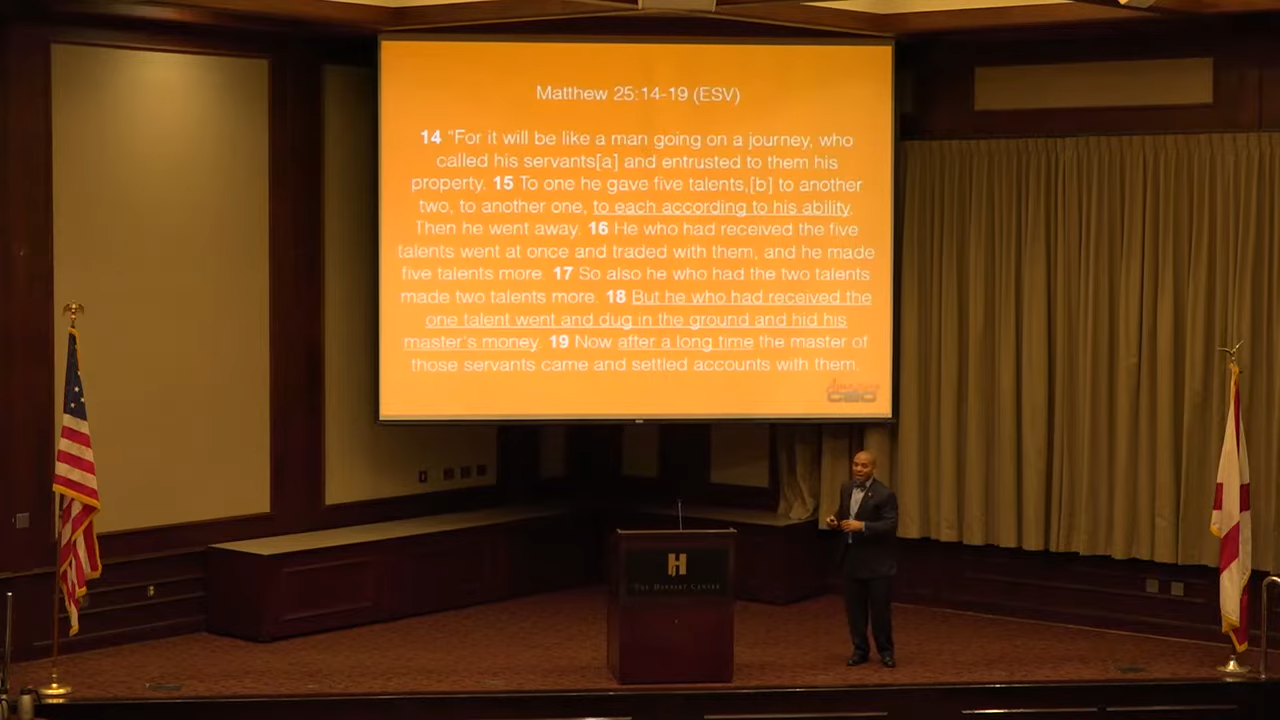 Matthew 25:14-19 (ESV)
14 “For it will be like a man going on a journey, who
called his servants[a] and entrusted to them his
property. 15 To one he gave five talents,[b] to another
two, to another one, to each according to his ability.
Then he went away. 16 He who had received the five
talents went at once and traded with them, and he made
five talents more. 17 So also he who had the two talents
made two talents more. 18 But he who had received the
one talent went and dug in the ground and hid his
master's money. 19 Now after a long time the master of
those servants came and settled accounts with them.
CEO
H